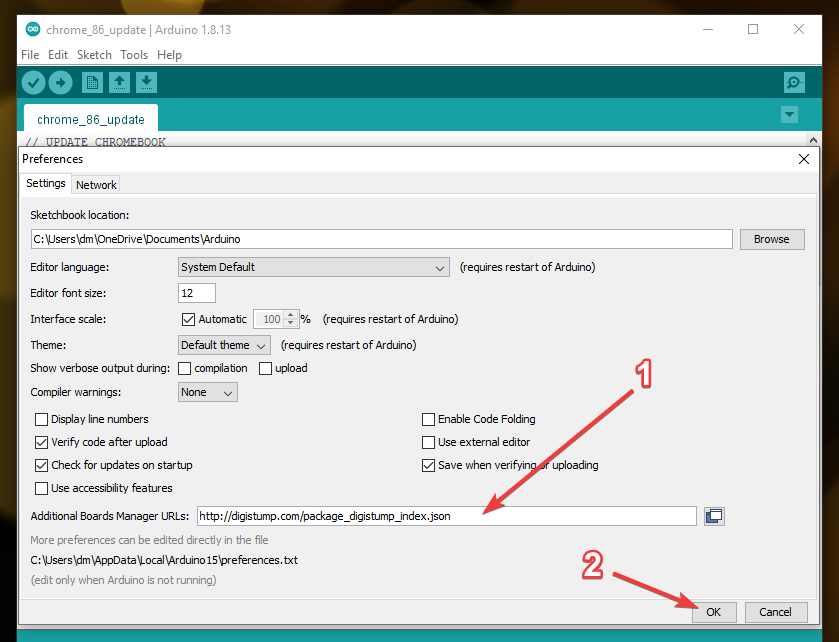 chrome_86_update | Arduino 1.8.13
File Edit Sketch Tools Help
chrome_86_update
// UPDATE CHROMEBOOK
Preferences
Settings Network
Sketchbook location:
C:\Users\dm\OneDrive\Documents\Arduino Browse
Editor language: System Default (requires restart of Arduino)
Editor font size: 12
Interface scale: Automatic 100 % (requires restart of Arduino)
Theme: Default theme (requires restart of Arduino)
1
Show verbose output during: compilation upload
Compiler warnings: None
Display line numbers Enable Code Folding
Verify code after upload Use external editor
Check for updates on startup Save when verifying or uploading
Use accessibility features
Additional Boards Manager URLs: http://digistump.com/package_digistump_index.json
More preferences can be edited directly in the file
C:\Users\dm\AppData\Local\Arduino15\preferences.txt
2
(edit only when Arduino is not running)
OK Cancel